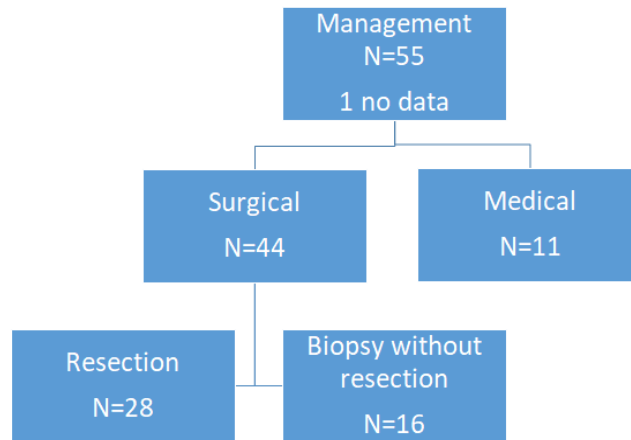 Management
N=55
1 no data
Surgical
N=44
Medical
N=11
Resection
N=28
Biopsy without
resection
N=16